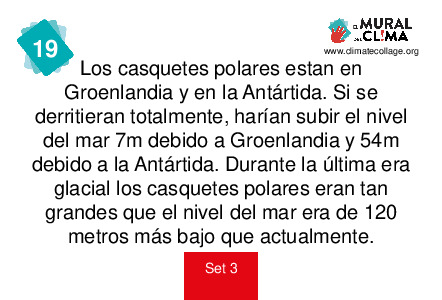 19
EL MURAL
DEL CL!MA
www.climatecollage.org
Los casquetes polares estan en
Groenlandia y en la Antártida. Si se
derritieran totalmente, harían subir el nivel
del mar 7m debido a Groenlandia y 54m
debido a la Antártida. Durante la última era
glacial los casquetes polares eran tan
grandes que el nivel del mar era de 120
metros más bajo que actualmente.
Set 3